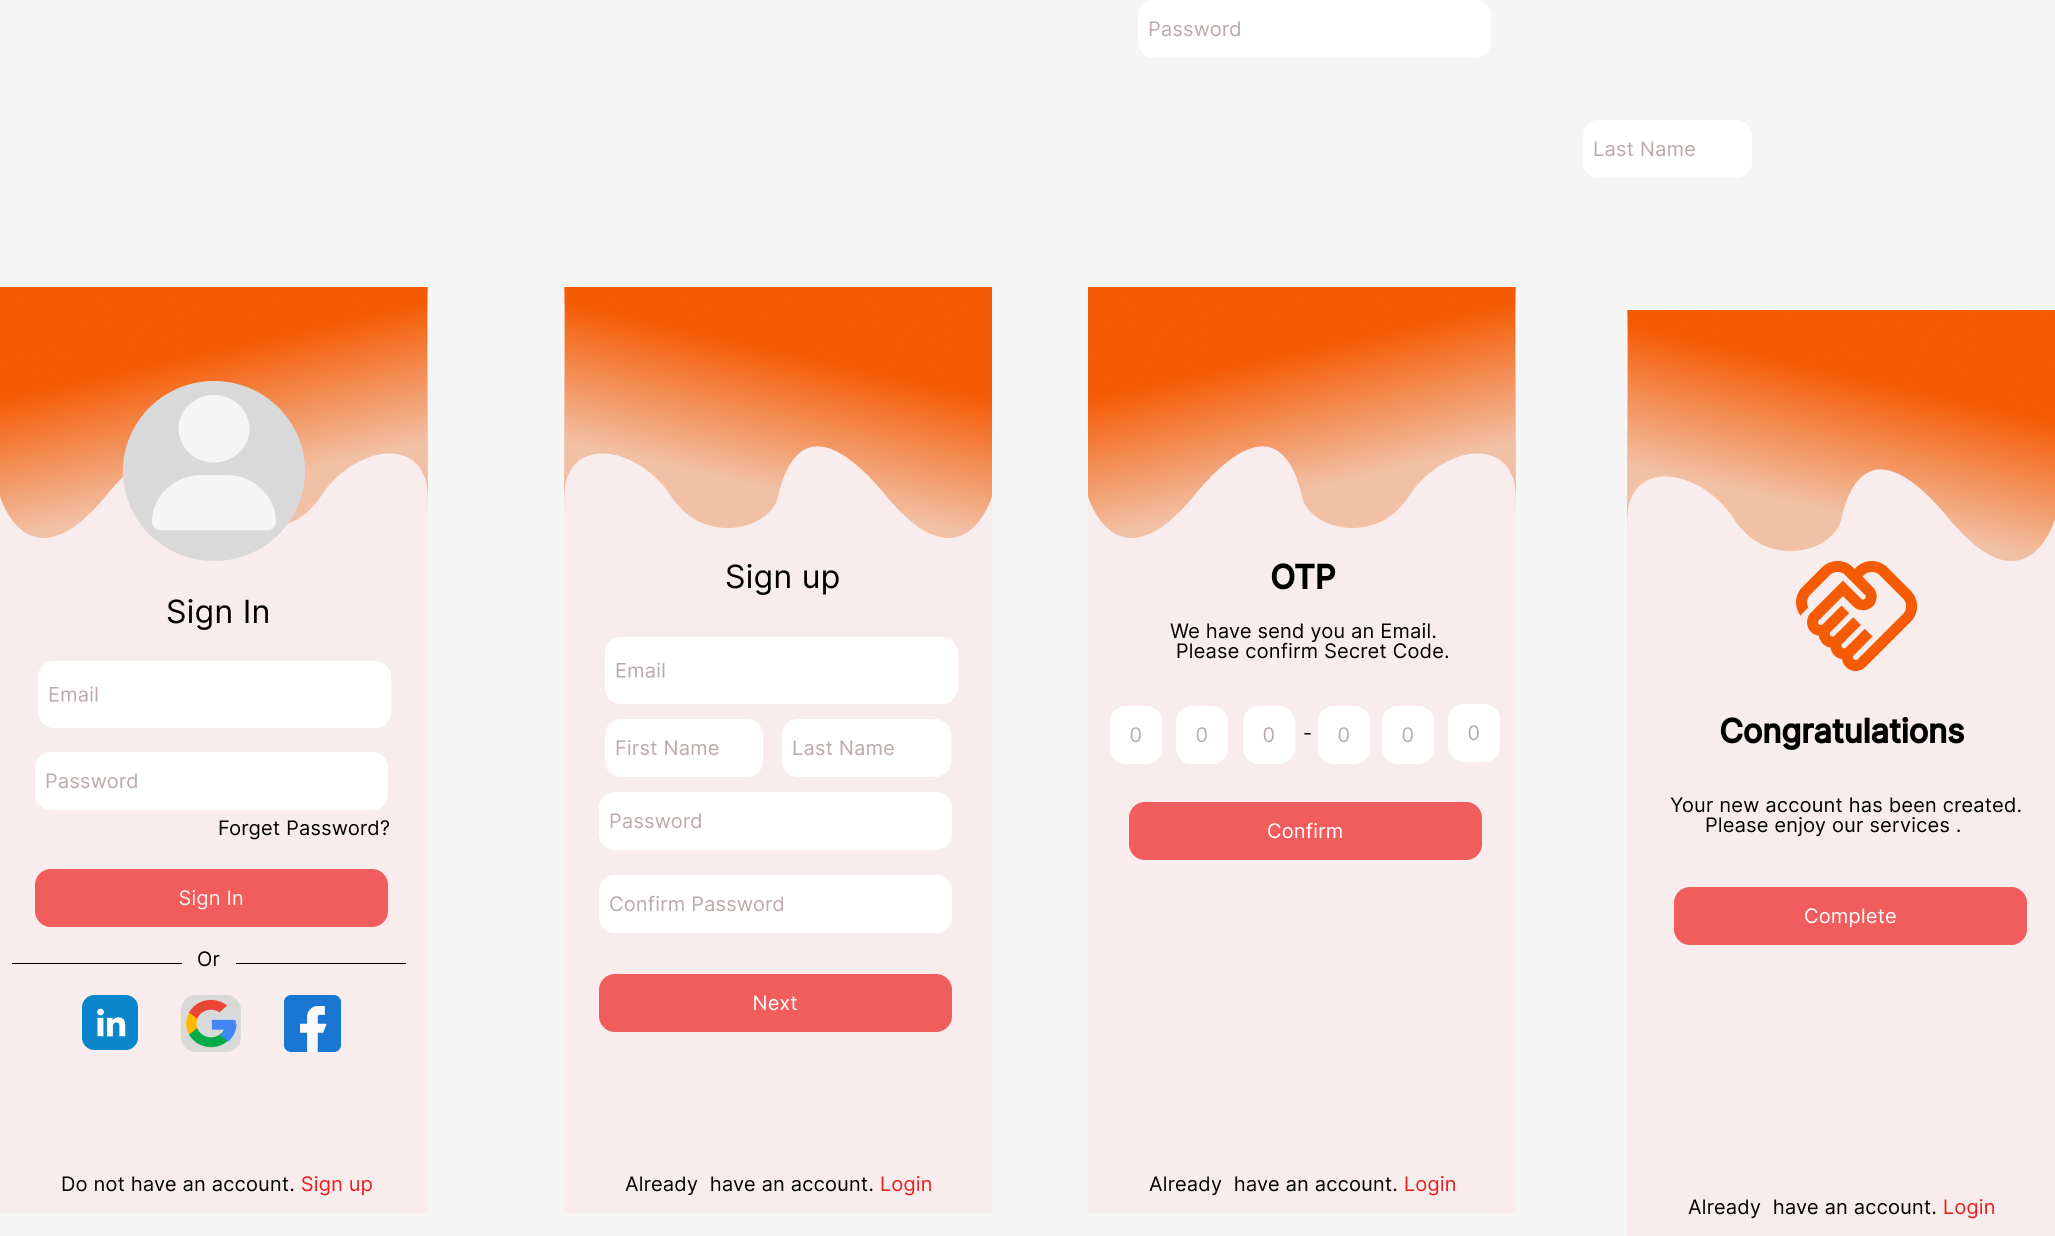 Password
Last Name
Sign In
Email
Password
Forget Password?
Sign In
Or
in
Do not have an account. Sign up
Sign up
Email
First Name
Last Name
Password
Confirm Password
Next
Already  have an account. Login
OTP
We have send you an Email.
Please confirm Secret Code.
0 0 0 - 0 0 0
Confirm
Already  have an account. Login
Congratulations
Your new account has been created.
Please enjoy our services .
Complete
Already  have an account. Login